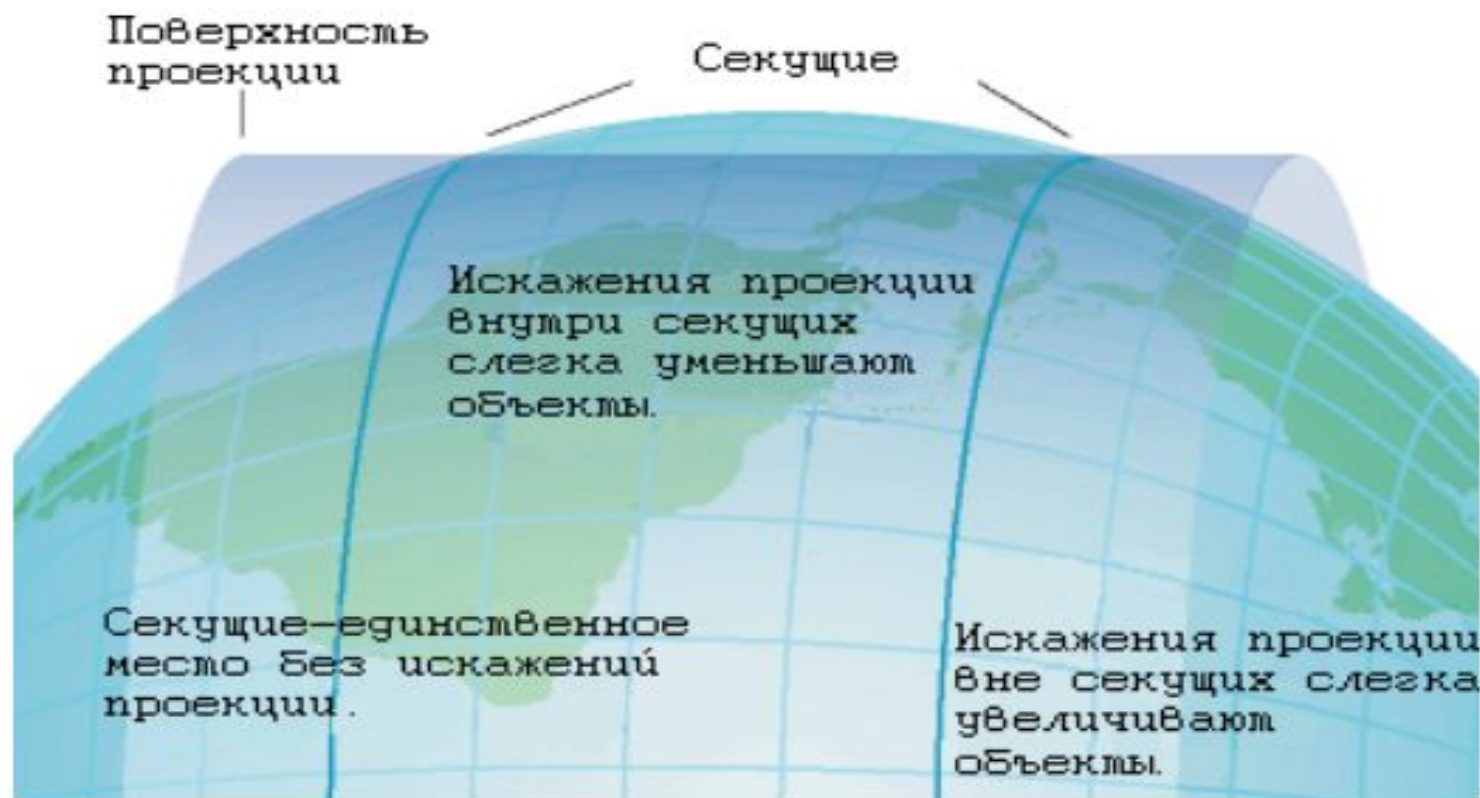 Поверхность
проекции
Секущие
Искажения проекции
внутри секущих
слегка уменьшают
объекты.
Секущие—единственное
место без искажений
проекции.
Искажения проекции
вне секущих слегка
увеличивают
объекты.